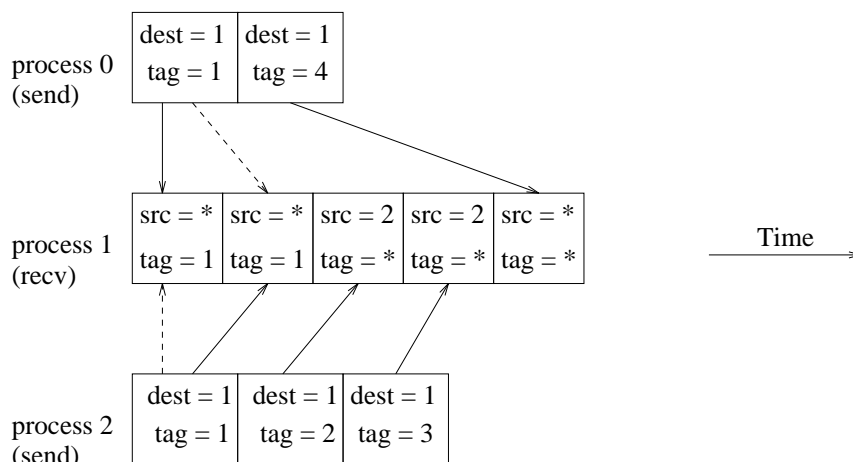 dest = 1 dest = 1
tag = 1 tag = 4
process 0
(send)
src = * src = * src = 2 src = 2 src = *
tag = 1 tag = 1 tag = * tag = * tag = *
process 1
(recv)
Time
dest = 1 dest = 1 dest = 1
tag = 1 tag = 2 tag = 3
process 2
(send)